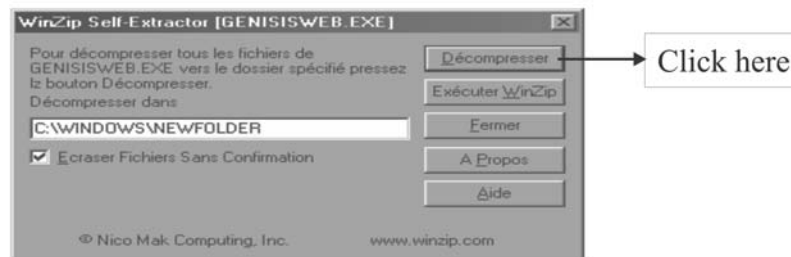 WinZip Self-Extractor [GENISISWEB.EXE]
Pour décompresser tous les fichiers de
GENISISWEB.EXE vers le dossier spécifié pressez
lz bouton Décompresser.
Décompresser dans
C:\WINDOWS\NEWFOLDER
Ecraser Fichiers Sans Confirmation
Décompresser
Exécuter WinZip
Fermer
A Propos
Aide
© Nico Mak Computing, Inc. www.winzip.com
Click here